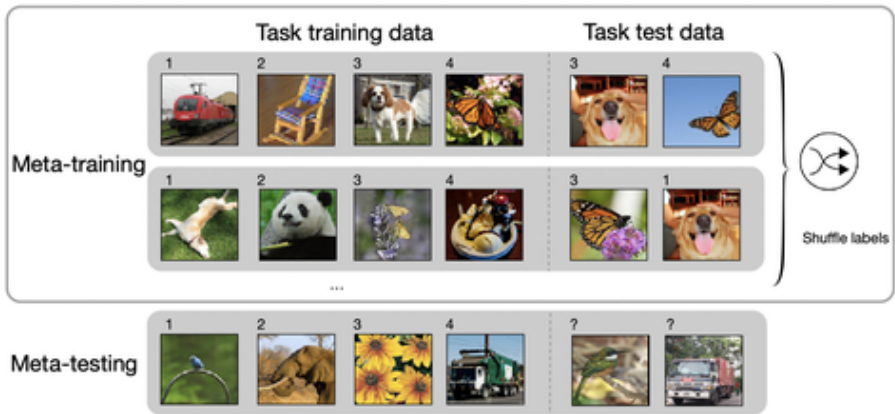 Task training data
Task test data
Meta-training
1 2 3 4 3 4
1 2 3 4 3 1
Shuffle labels
...
Meta-testing
1 2 3 4 ? ?